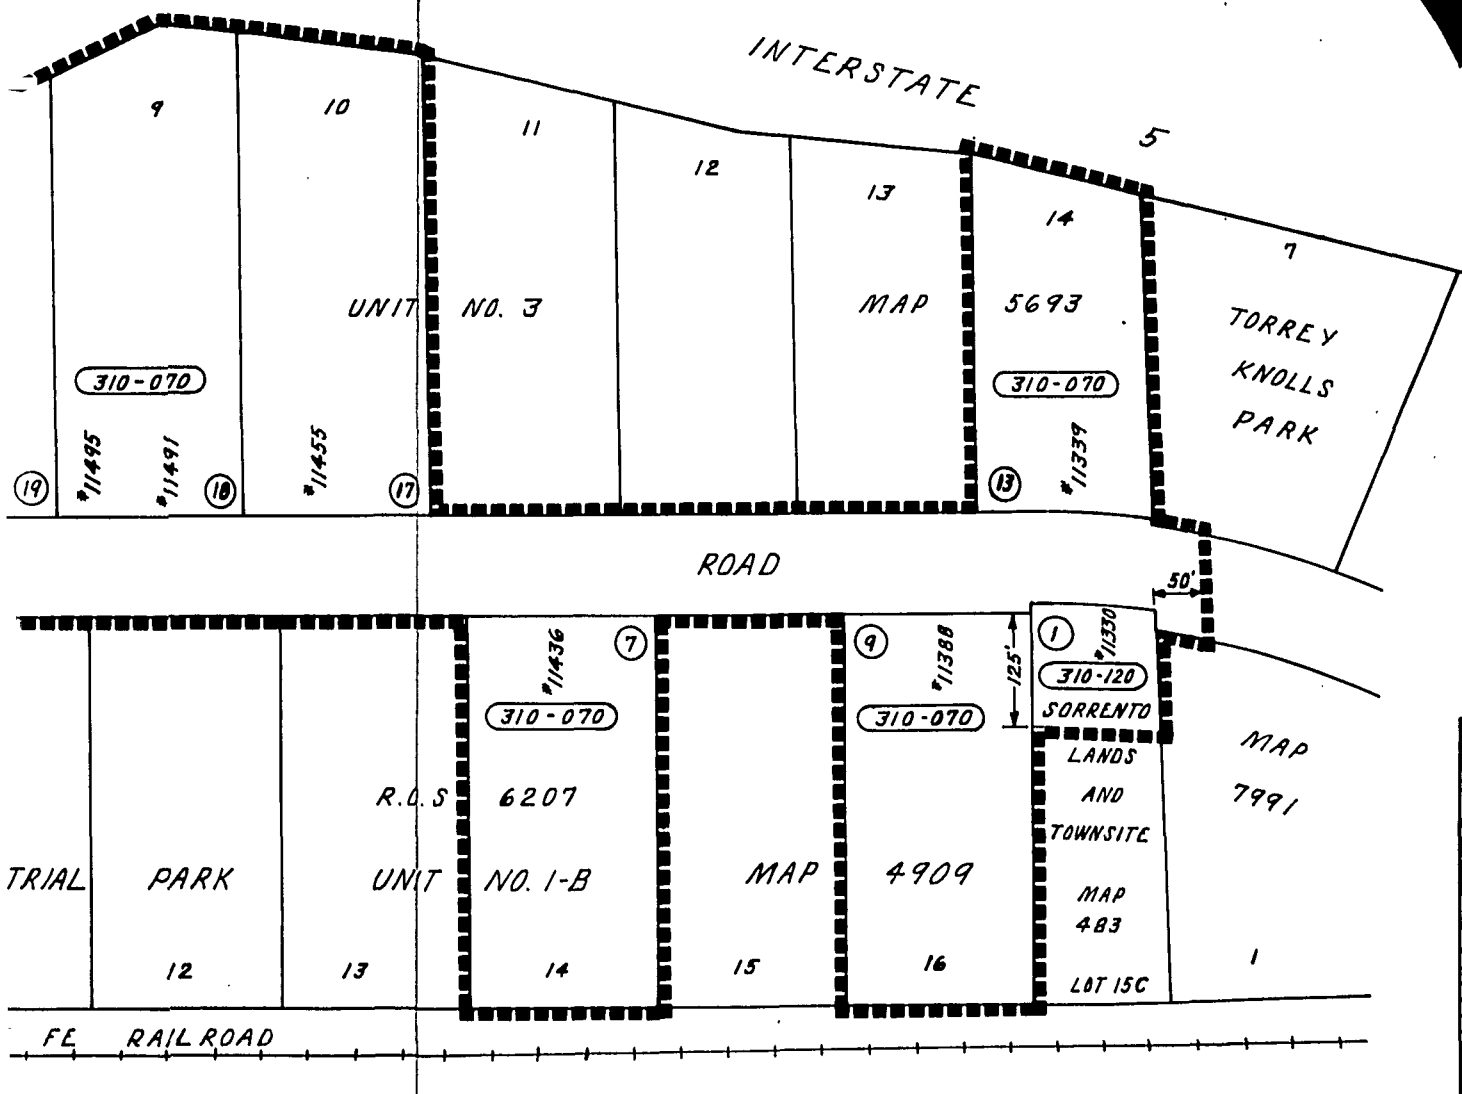 INTERSTATE 5
9
10
11
12
13
14
7
UNIT NO. 3 MAP 5693
TORREY
KNOLLS
PARK
310-070
310-070
#11495
#11491
#11455
#11339
19
18
17
13
ROAD
50'
#11436
7
9
#11388
125'
1
#11330
310-120
310-070
310-070
SORRENTO
LANDS
AND
TOWNSITE
MAP
483
LOT 15C
MAP
7991
R.O.S 6207
TRIAL PARK UNIT NO. 1-B MAP 4909
12
13
14
15
16
1
FE RAILROAD